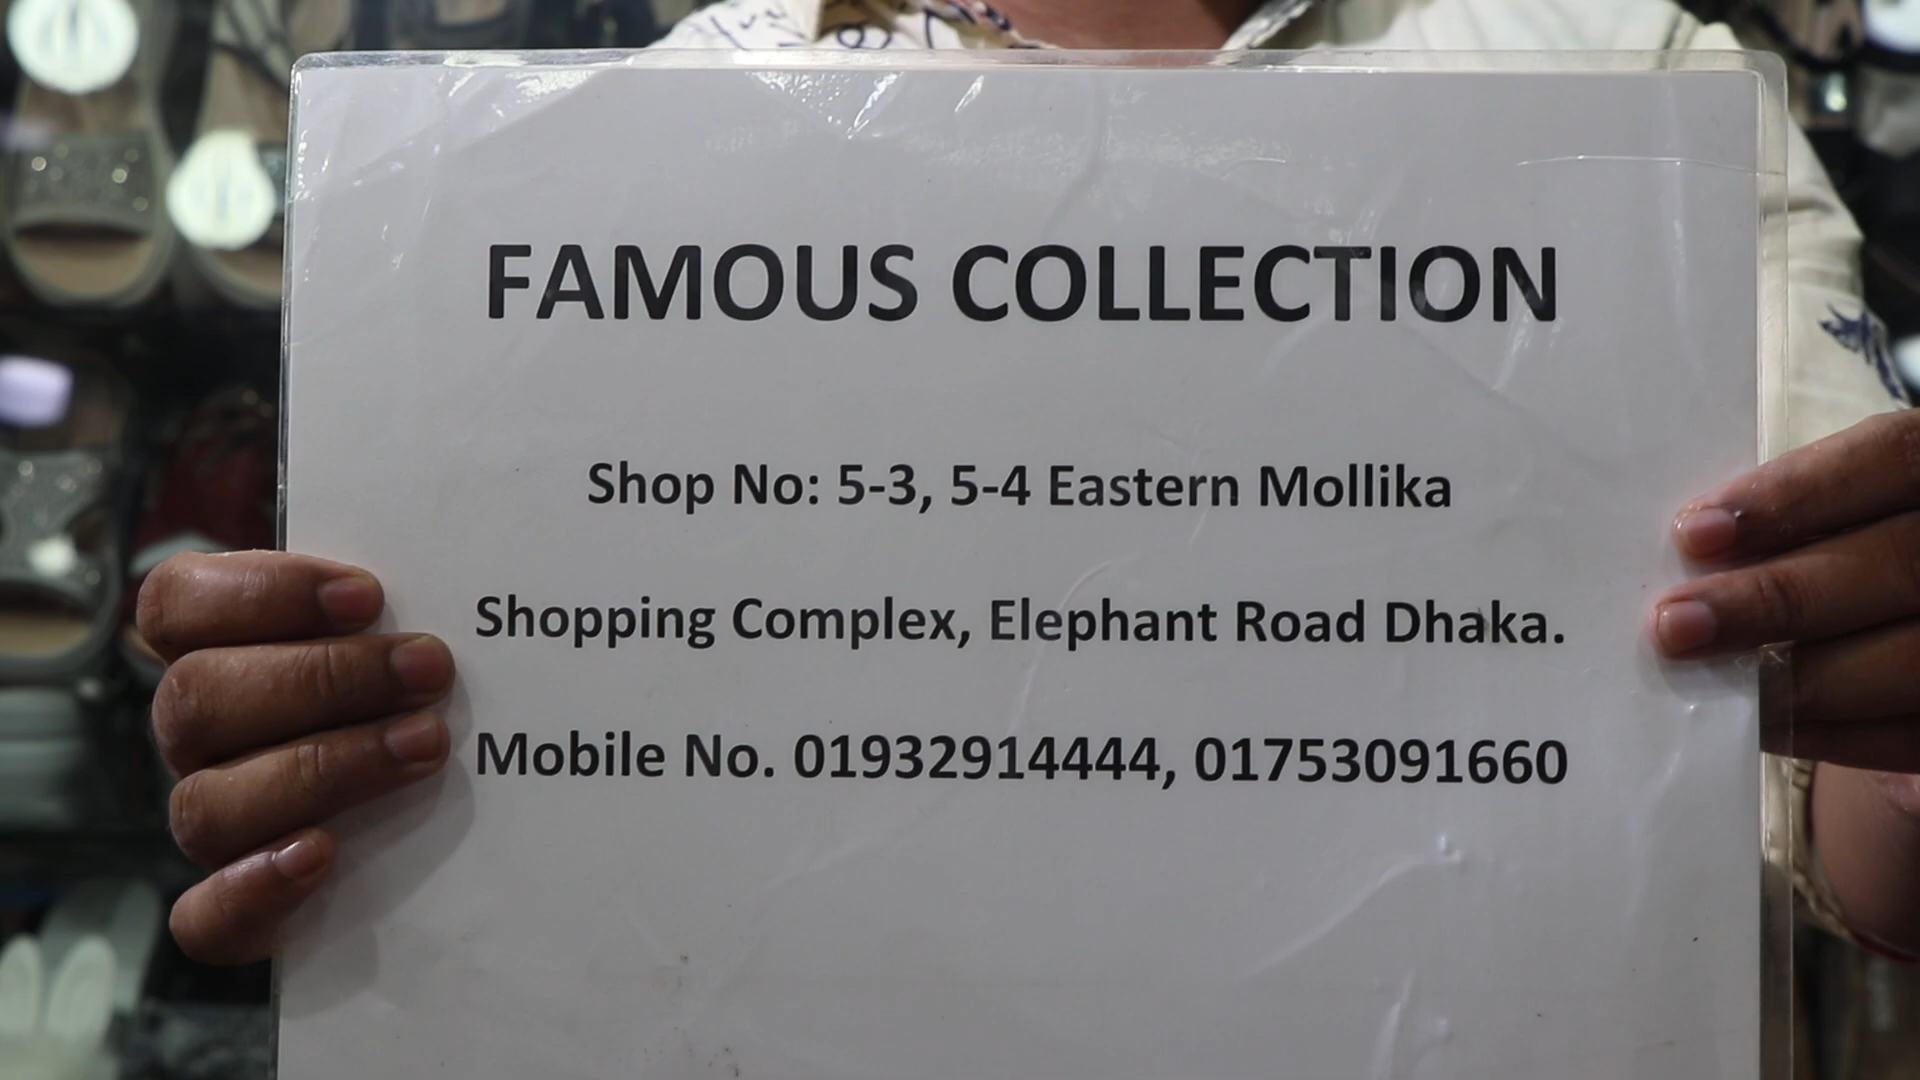 FAMOUS COLLECTION
Shop No: 5-3, 5-4 Eastern Mollika
Shopping Complex, Elephant Road Dhaka.
Mobile No. 01932914444, 01753091660